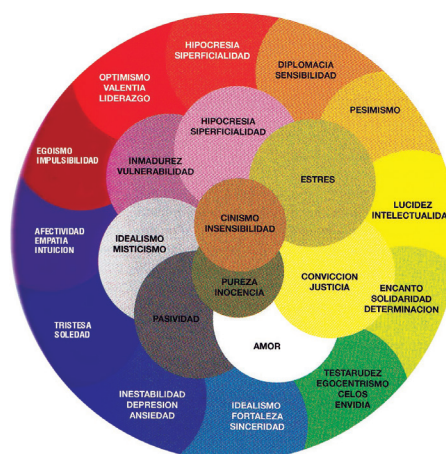 HIPOCRESIA
SIPERFICIALIDAD
DIPLOMACIA
SENSIBILIDAD
PESIMISMO
LUCIDEZ
INTELECTUALIDA
ENCANTO
SOLIDARIDAD
DETERMINACION
TESTARUDEZ
EGOCENTRISMO
CELOS
ENVIDIA
IDEALISMO
FORTALEZA
SINCERIDAD
INESTABILIDAD
DEPRESION
ANSIEDAD
TRISTESA
SOLEDAD
AFECTIVIDAD
EMPATIA
INTUICION
EGOISMO
IMPULSIBILIDAD
OPTIMISMO
VALENTIA
LIDERAZGO
HIPOCRESIA
SIPERFICIALIDAD
ESTRES
CONVICCION
JUSTICIA
AMOR
PASIVIDAD
IDEALISMO
MISTICISMO
INMADUREZ
VULNERABILIDAD
CINISMO
INSENSIBILIDAD
PUREZA
INOCENCIA